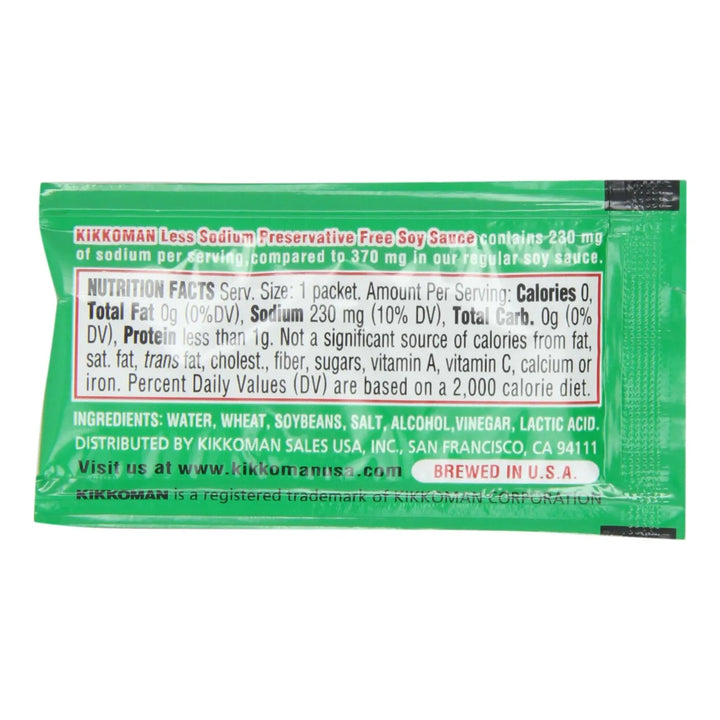 KIKKOMAN Less Sodium Preservative Free Soy Sauce contains 230 mg
of sodium per serving compared to 370 mg in our regular soy sauce.
NUTRITION FACTS Serv. Size: 1 packet. Amount Per Serving: Calories 0,
Total Fat 0g (0%DV), Sodium 230 mg (10% DV), Total Carb. 0g (0%
DV), Protein less than 1g. Not a significant source of calories from fat,
sat. fat, trans fat, cholest., fiber, sugars, vitamin A, vitamin C, calcium or
iron. Percent Daily Values (DV) are based on a 2,000 calorie diet.
INGREDIENTS: WATER, WHEAT, SOYBEANS, SALT, ALCOHOL, VINEGAR, LACTIC ACID.
DISTRIBUTED BY KIKKOMAN SALES USA, INC., SAN FRANCISCO, CA 94111
Visit us at www.kikkomanusa.com BREWED IN U.S.A.
KIKKOMAN is a registered trademark of KIKKOMAN CORPORATION